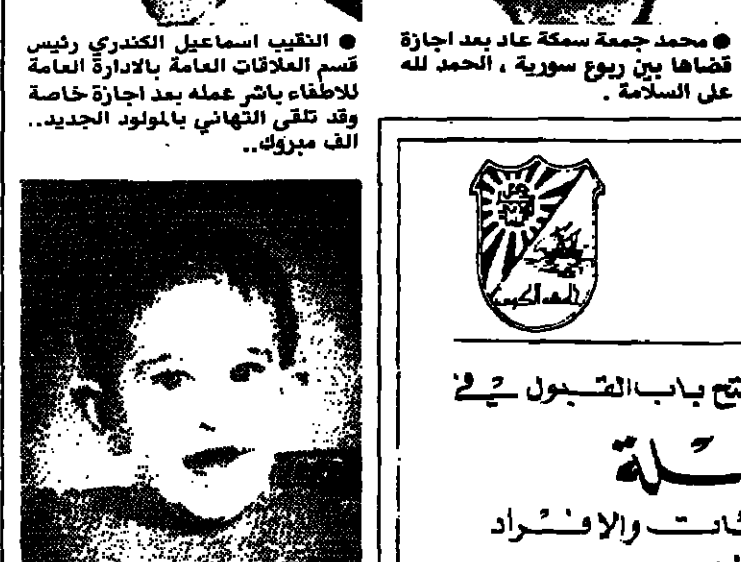 ● محمد جمعة سمكة عاد بعد اجازة
قضاها بين ربوع سورية ، الحمد لله
على السلامة .
● النقيب اسماعيل الكندري رئيس
قسم العلاقات العامة بالادارة العامة
للاطفاء باشر عمله بعد اجازة خاصة
وقد تلقى التهاني بالمولود الجديد..
الف مبروك..
جامعة الكويت
تح باب القبول في
والافراد